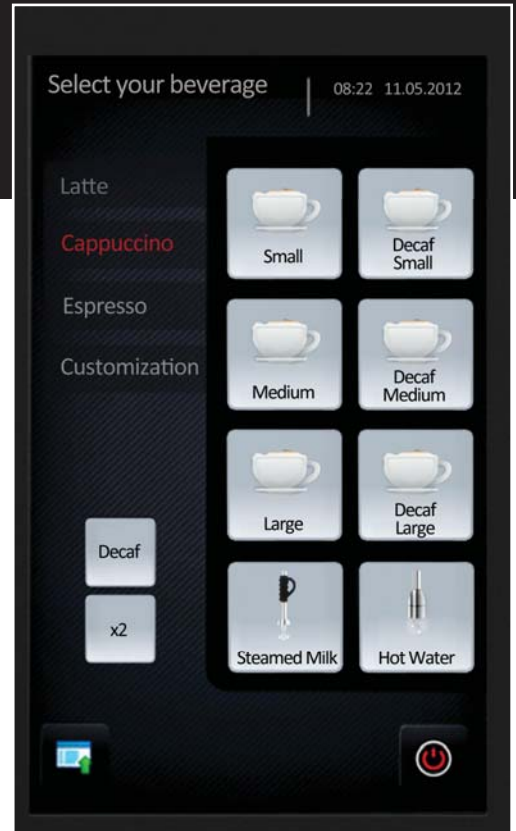 Select your beverage
08:22 11.05.2012
Latte
Cappuccino
Espresso
Customization
Decaf
x2
Small
Decaf
Small
Medium
Decaf
Medium
Large
Decaf
Large
Steamed Milk
Hot Water